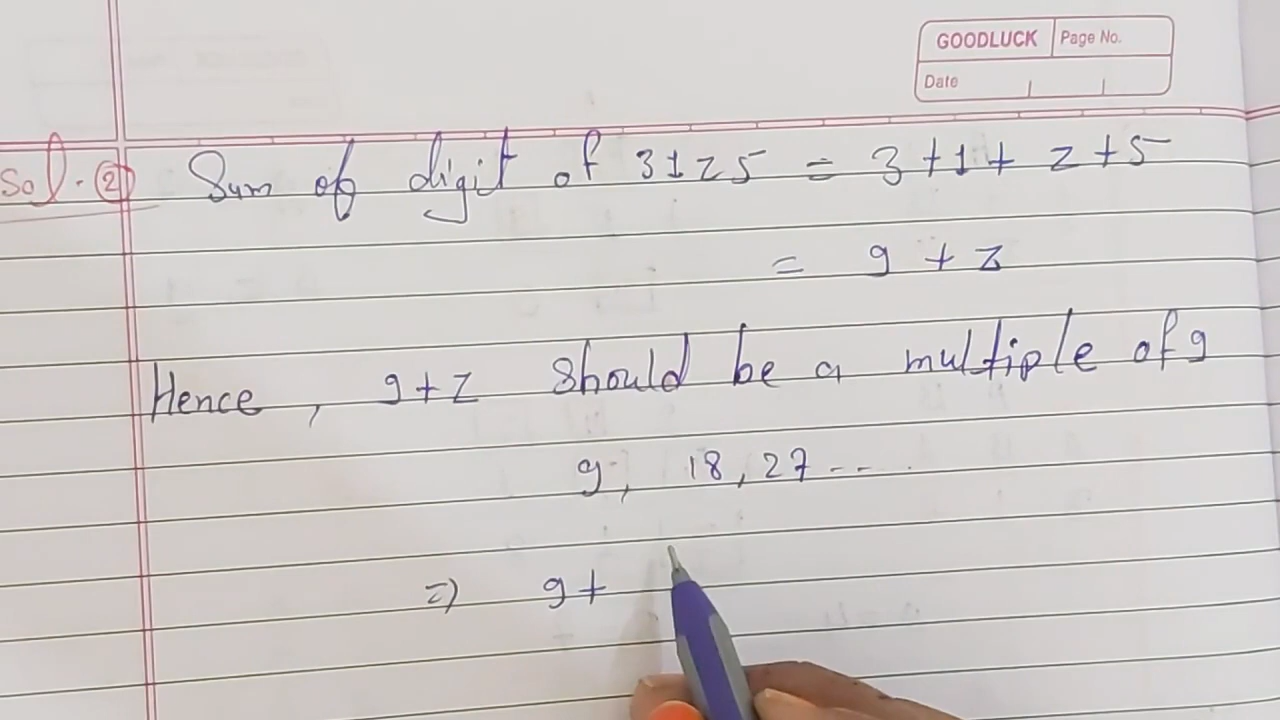 GOODLUCK Page No.
Date
Sol. 2 Sum of digit of 31z5 = 3 + 1 + z + 5
= 9 + z
Hence, 9 + z should be a multiple of 9
9, 18, 27 -- .
=) 9 +